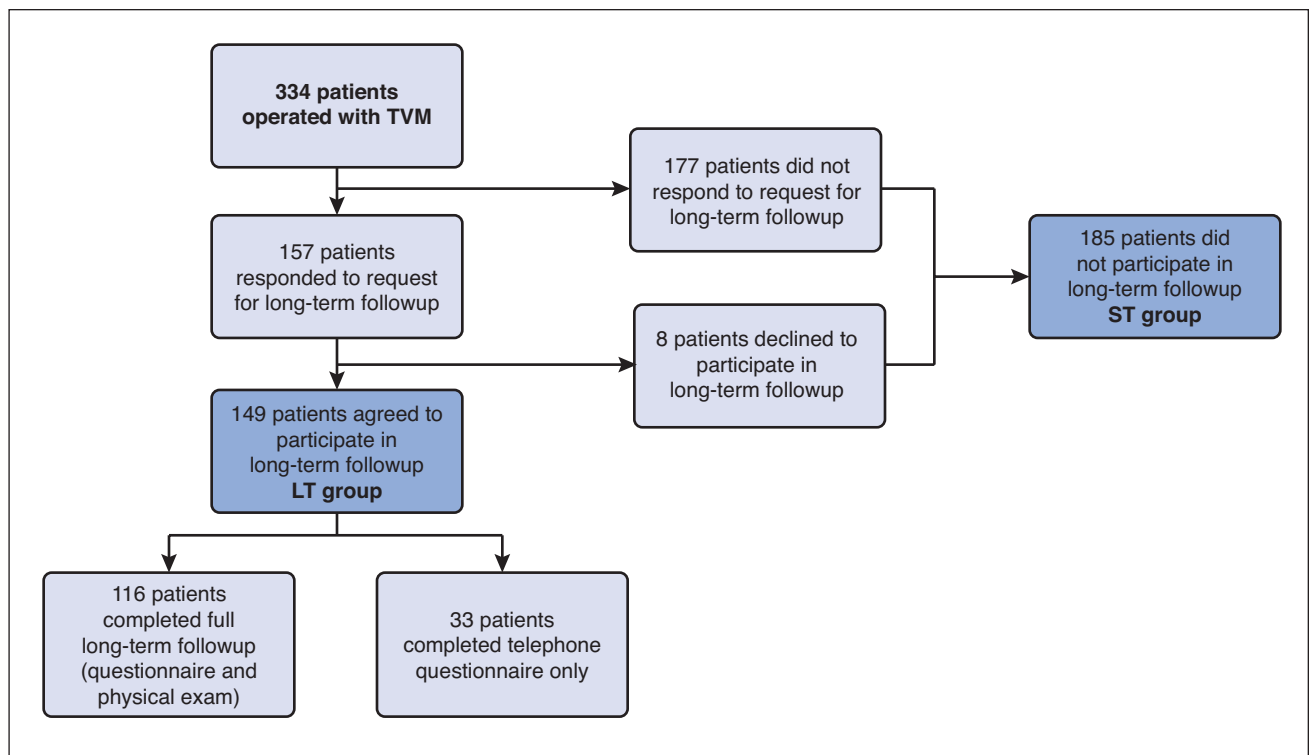 334 patients
operated with TVM
177 patients did not
respond to request for
long-term followup
157 patients
responded to request
for long-term followup
185 patients did
not participate in
long-term followup
ST group
8 patients declined to
participate in
long-term followup
149 patients agreed to
participate in
long-term followup
LT group
116 patients
completed full
long-term followup
(questionnaire and
physical exam)
33 patients
completed telephone
questionnaire only